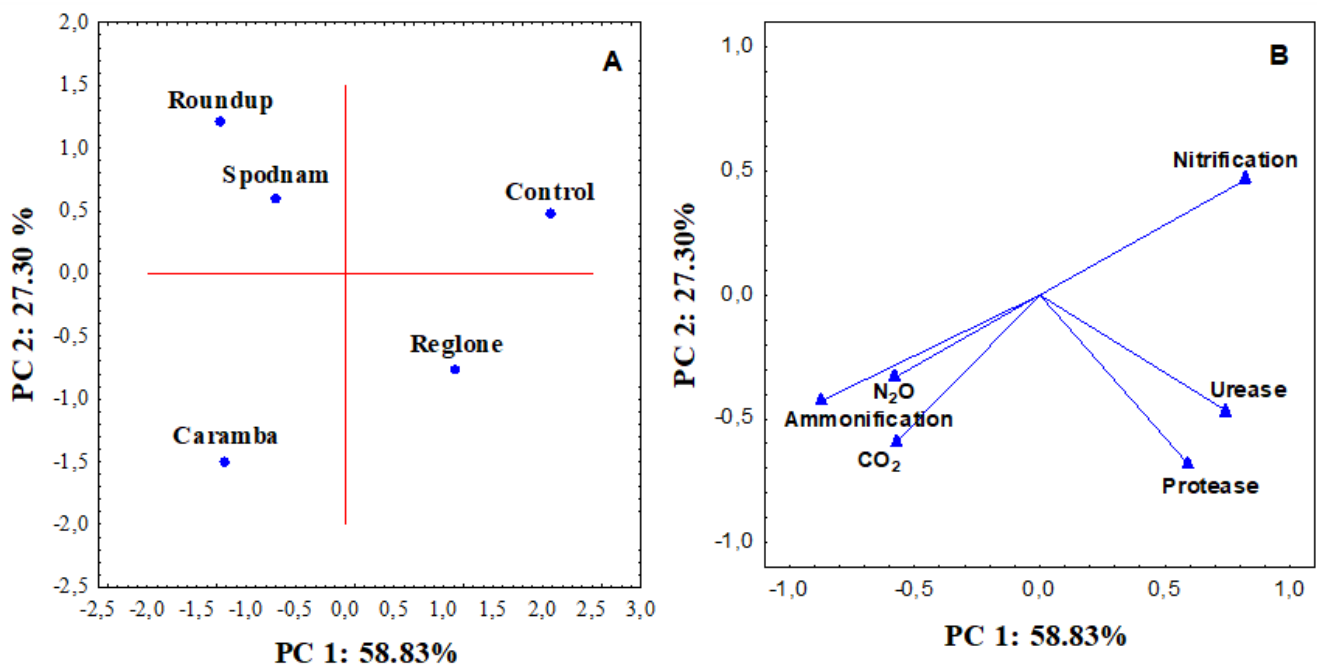 A
PC 2: 27.30 %
2,0
1,5
1,0
0,5
0,0
-0,5
-1,0
-1,5
-2,0
-2,5
Roundup
Spodnam
Control
Reglone
Caramba
-2,5 -2,0 -1,5 -1,0 -0,5 0,0 0,5 1,0 1,5 2,0 2,5 3,0
PC 1: 58.83%
B
PC 2: 27.30%
1,0
0,5
0,0
-0,5
-1,0
Nitrification
N₂O
Urease
Ammonification
CO₂
Protease
-1,0 -0,5 0,0 0,5 1,0
PC 1: 58.83%